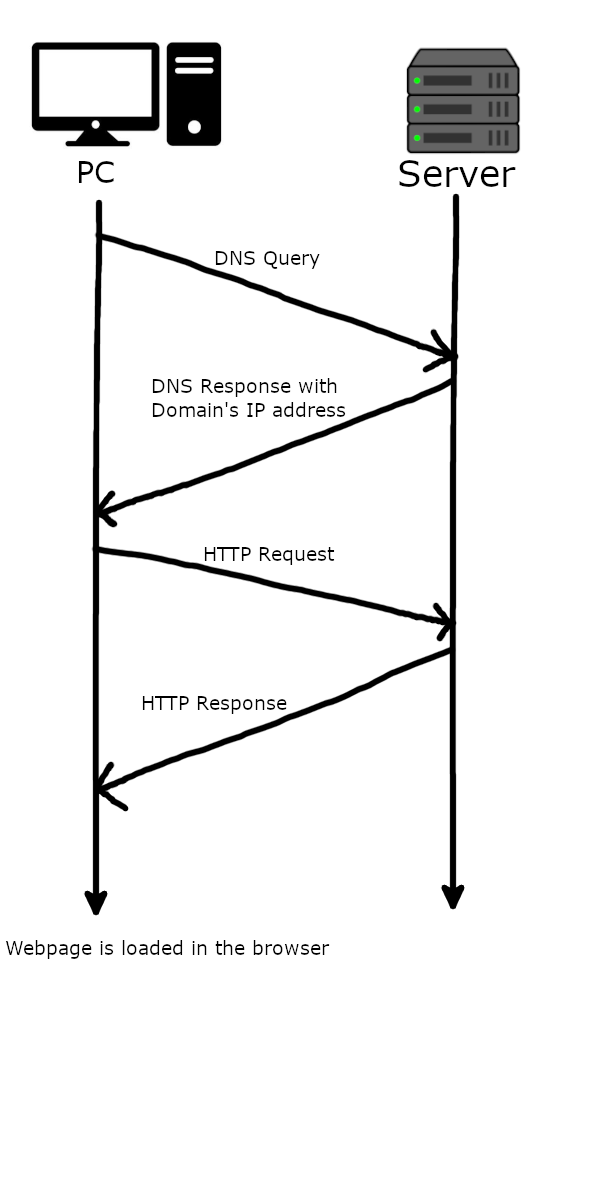 PC
Server
DNS Query
DNS Response with
Domain's IP address
HTTP Request
HTTP Response
Webpage is loaded in the browser